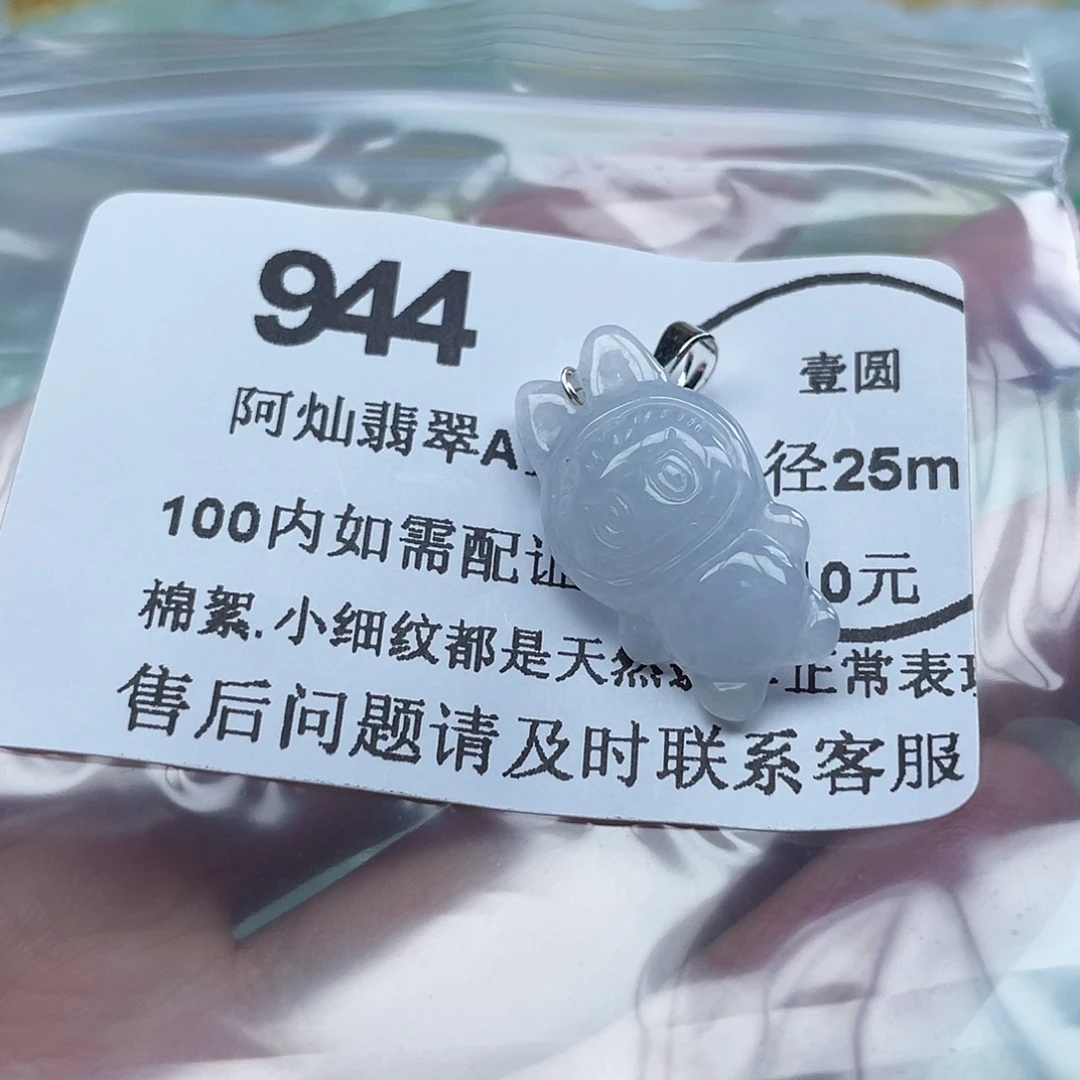 944
阿灿翡翠A
壹圆
径25m
100内如需配证
0元
棉絮.小细纹都是天然
正常表现
售后问题请及时联系客服